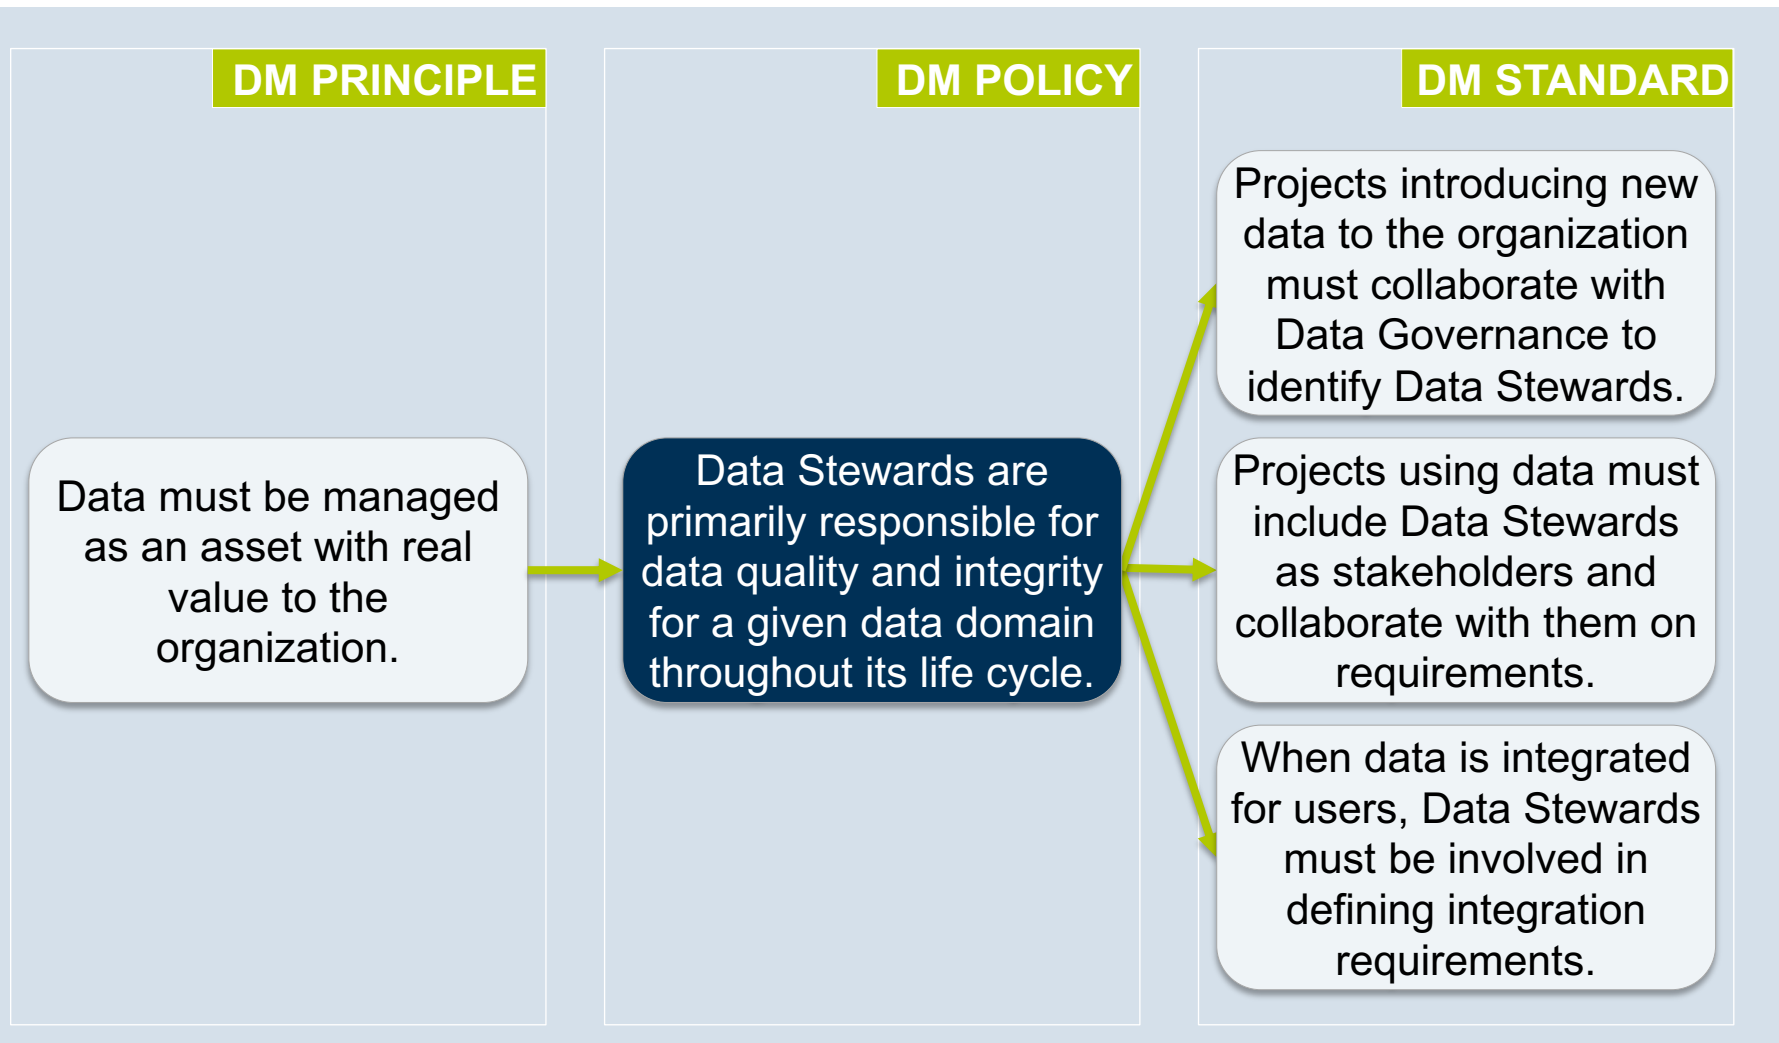 DM PRINCIPLE
Data must be managed
as an asset with real
value to the
organization.
DM POLICY
Data Stewards are
primarily responsible for
data quality and integrity
for a given data domain
throughout its life cycle.
DM STANDARD
Projects introducing new
data to the organization
must collaborate with
Data Governance to
identify Data Stewards.
Projects using data must
include Data Stewards
as stakeholders and
collaborate with them on
requirements.
When data is integrated
for users, Data Stewards
must be involved in
defining integration
requirements.